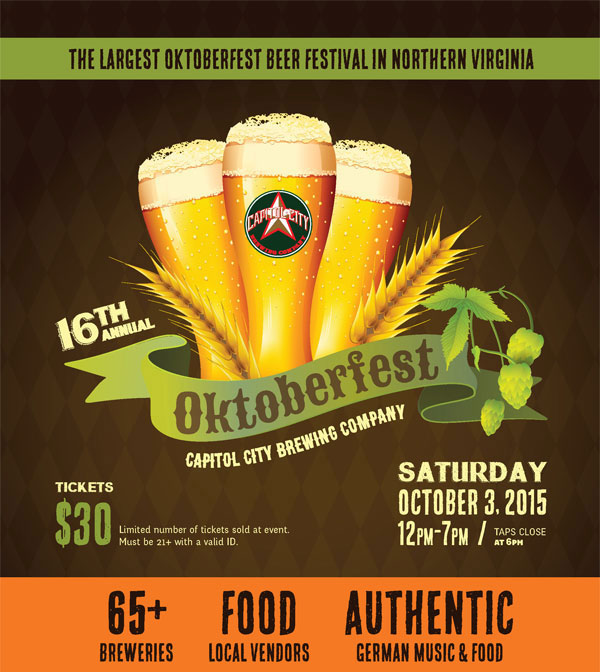 THE LARGEST OKTOBERFEST BEER FESTIVAL IN NORTHERN VIRGINIA
CAPITOL CITY
BREWING COMPANY
16TH
ANNUAL
Oktoberfest
CAPITOL CITY BREWING COMPANY
TICKETS
$30
Limited number of tickets sold at event.
Must be 21+ with a valid ID.
SATURDAY
OCTOBER 3, 2015
12PM-7PM / TAPS CLOSE
AT 6PM
65+
BREWERIES
FOOD
LOCAL VENDORS
AUTHENTIC
GERMAN MUSIC & FOOD